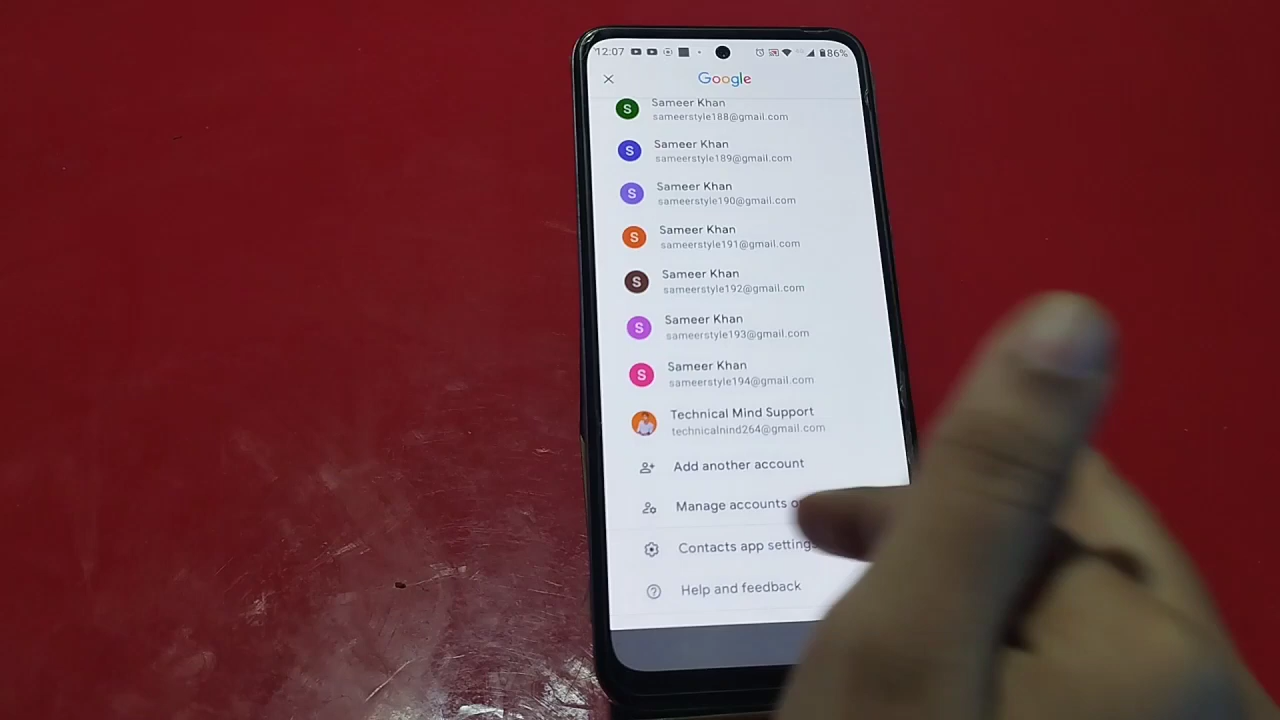 12:07 86%
Google
S Sameer Khan
sameerstyle188@gmail.com
S Sameer Khan
sameerstyle189@gmail.com
S Sameer Khan
sameerstyle190@gmail.com
S Sameer Khan
sameerstyle191@gmail.com
S Sameer Khan
sameerstyle192@gmail.com
S Sameer Khan
sameerstyle193@gmail.com
S Sameer Khan
sameerstyle194@gmail.com
Technical Mind Support
technicalnind264@gmail.com
Add another account
Manage accounts
Contacts app settings
Help and feedback